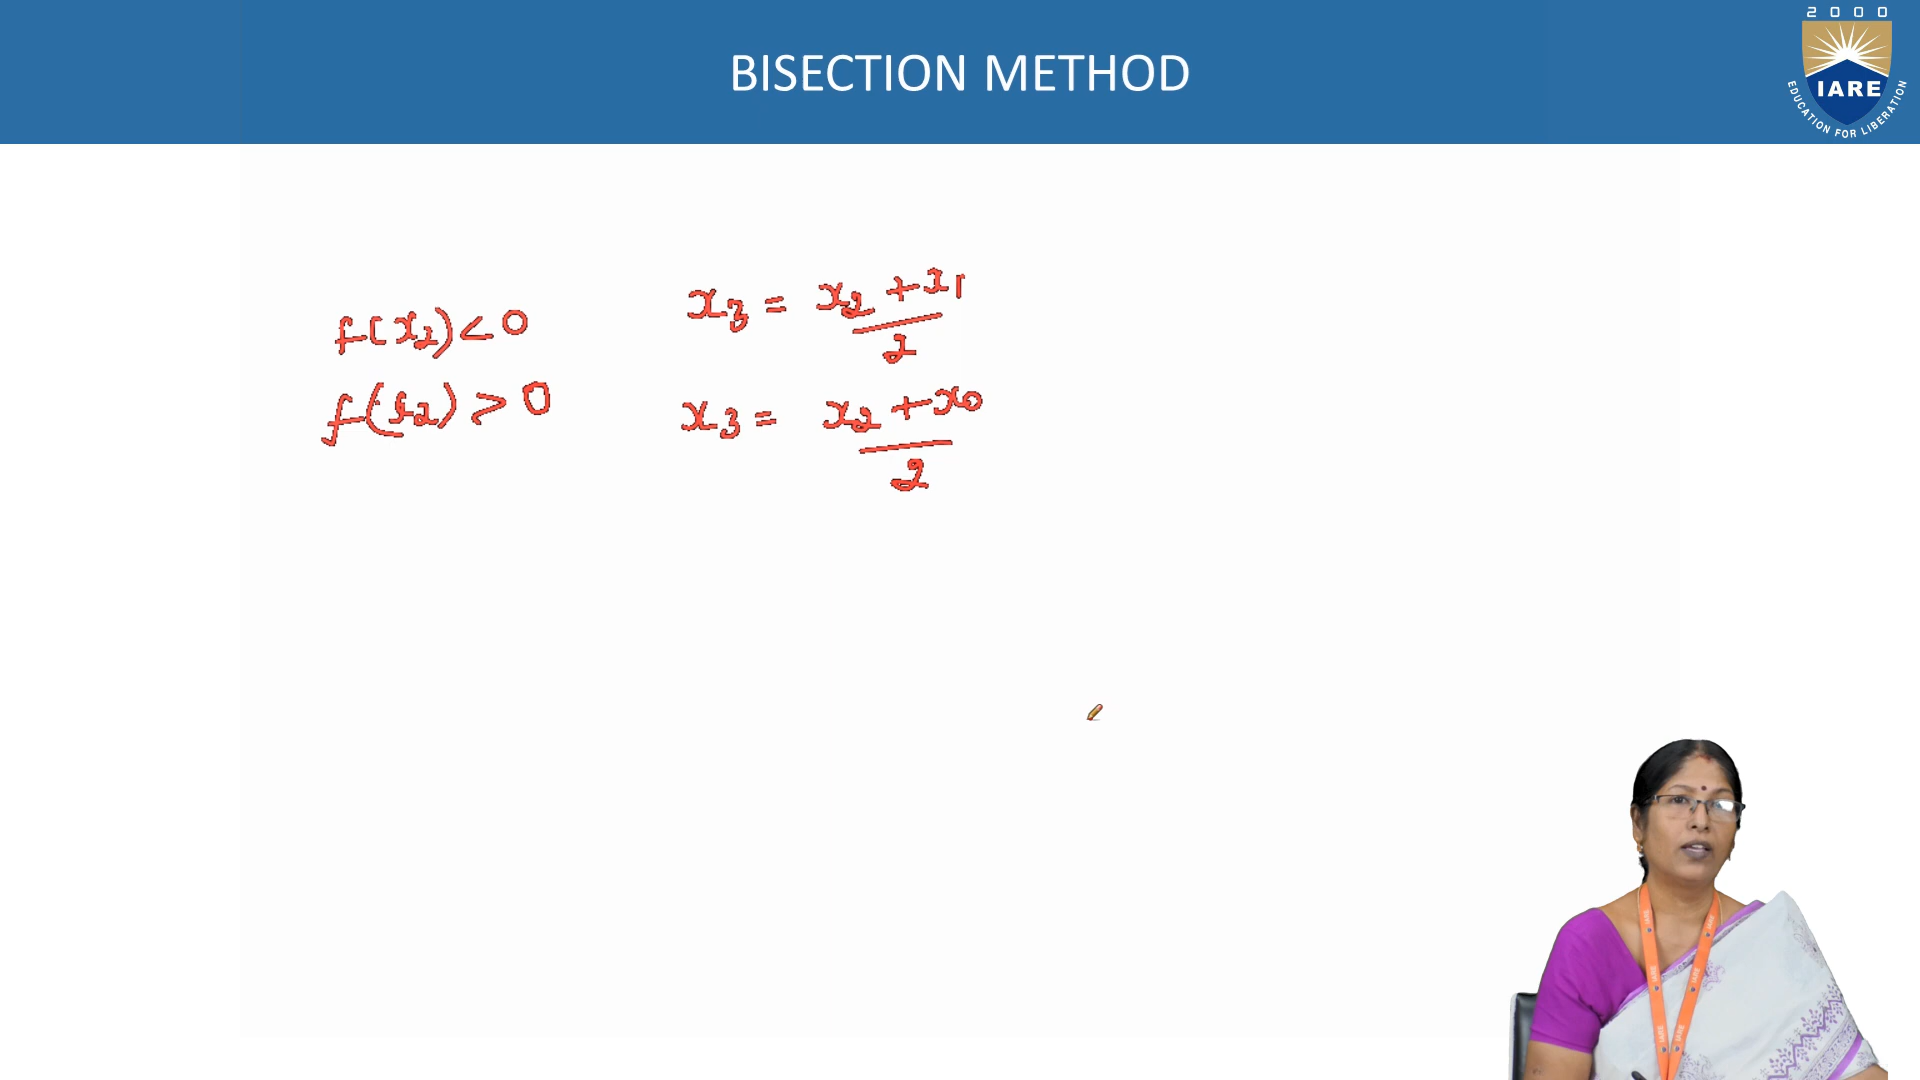 BISECTION METHOD
2000
IARE
EDUCATION FOR LIBERATION
f(x2) < 0
x3 = x2 + x1
2
f(x2) > 0
x3 = x2 + x0
2